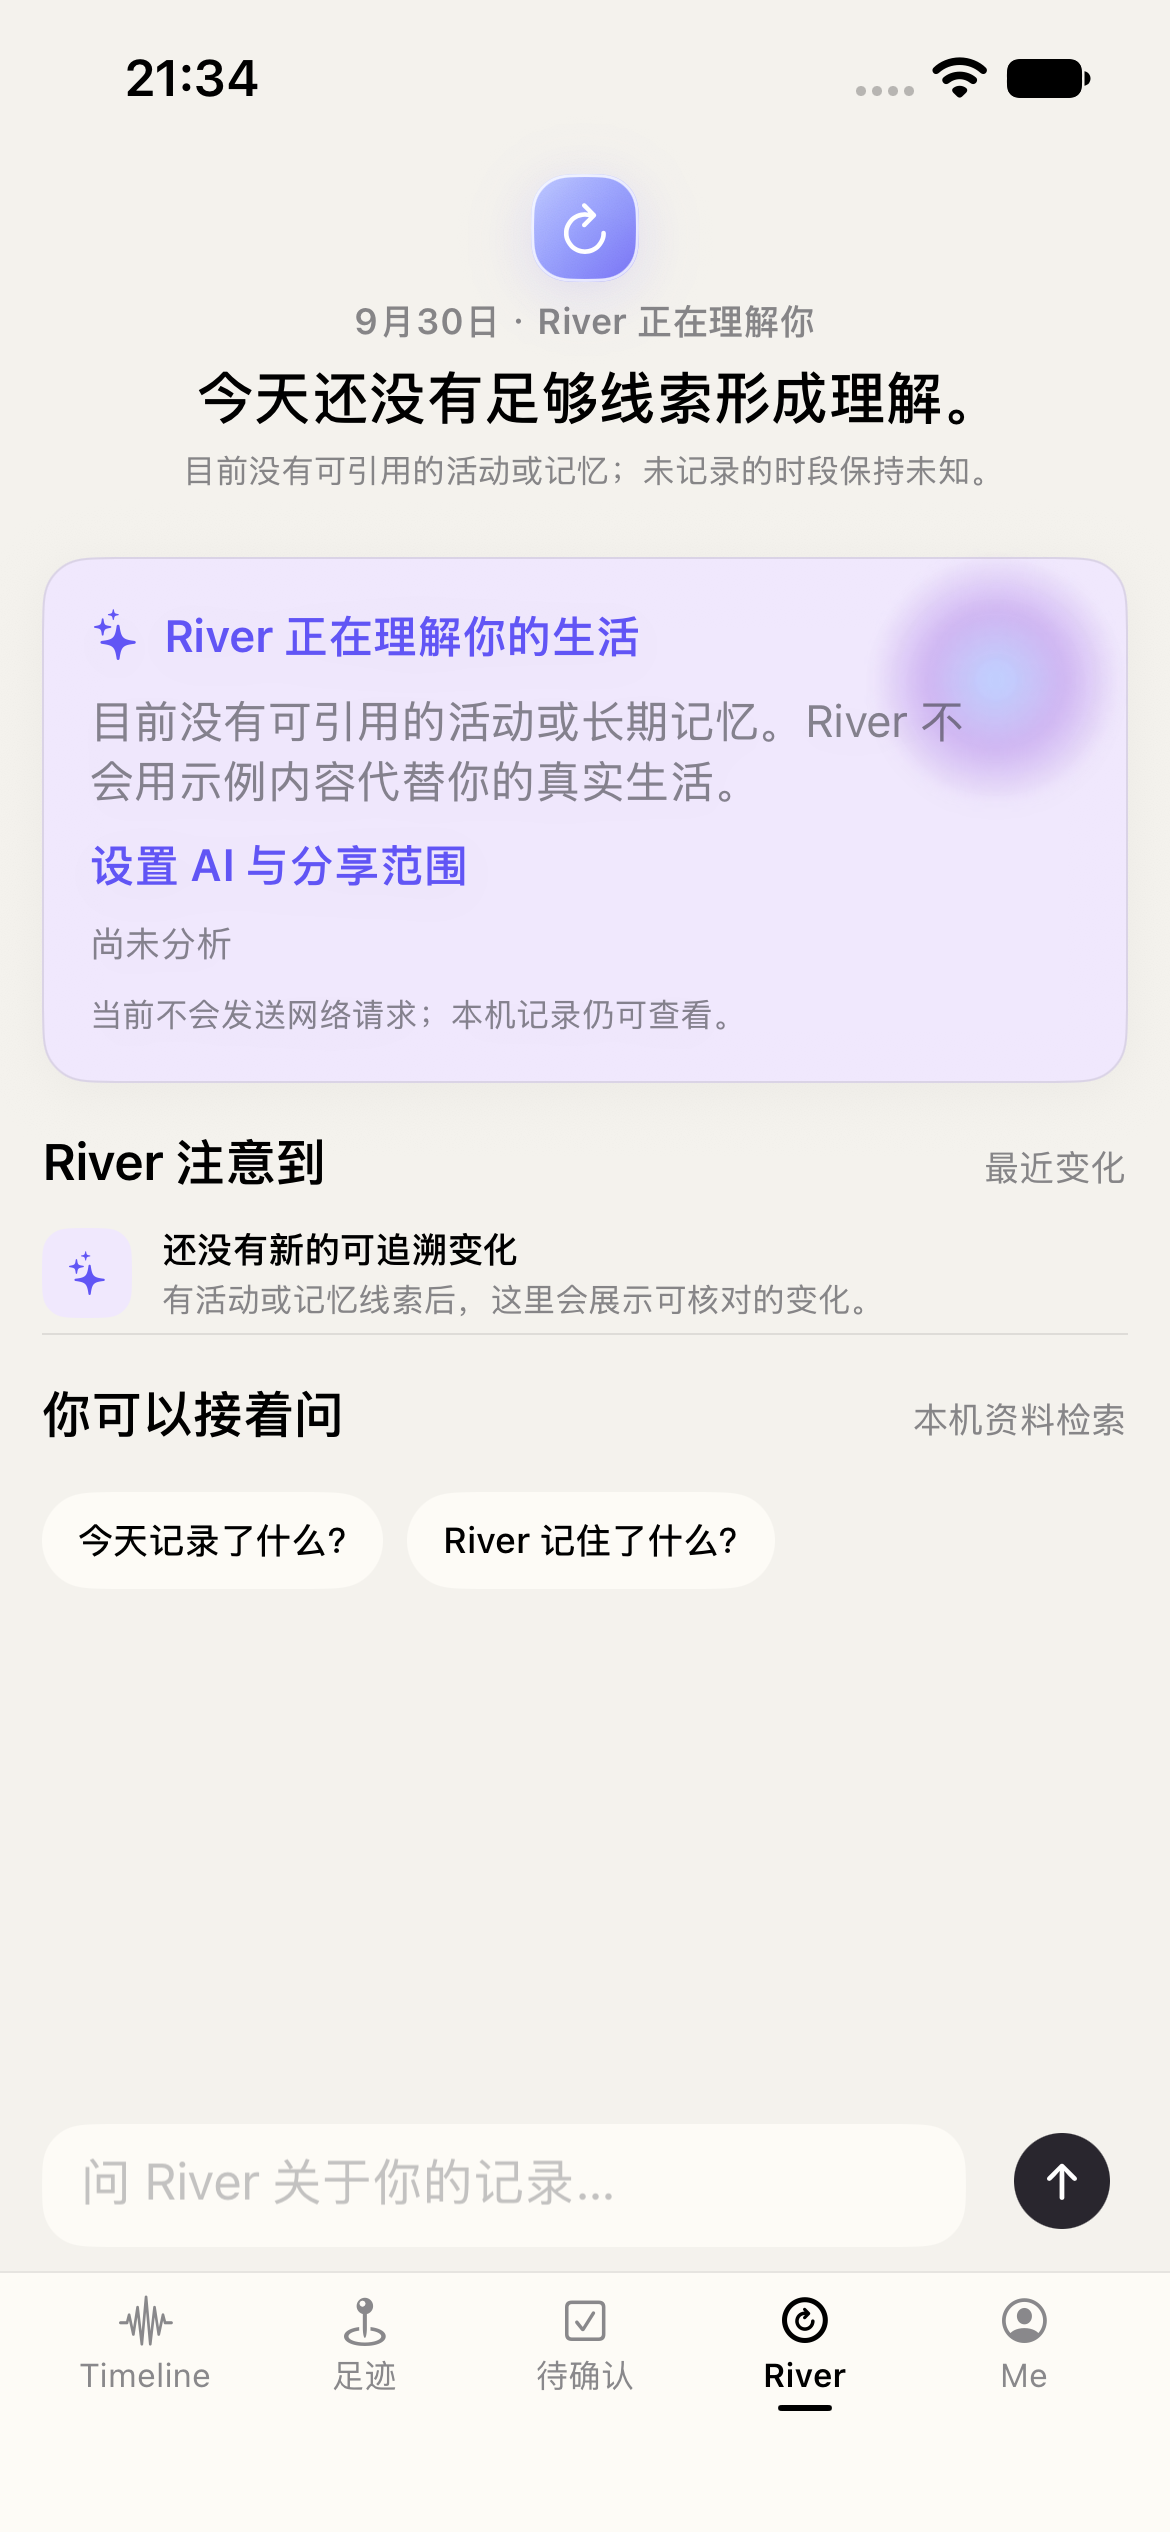 21:34
9月30日 · River 正在理解你
今天还没有足够线索形成理解。
目前没有可引用的活动或记忆；未记录的时段保持未知。
River 正在理解你的生活
目前没有可引用的活动或长期记忆。River 不
会用示例内容代替你的真实生活。
设置 AI 与分享范围
尚未分析
当前不会发送网络请求；本机记录仍可查看。
River 注意到
最近变化
还没有新的可追溯变化
有活动或记忆线索后，这里会展示可核对的变化。
你可以接着问
本机资料检索
今天记录了什么?
River 记住了什么?
问 River 关于你的记录...
Timeline
足迹
待确认
River
Me